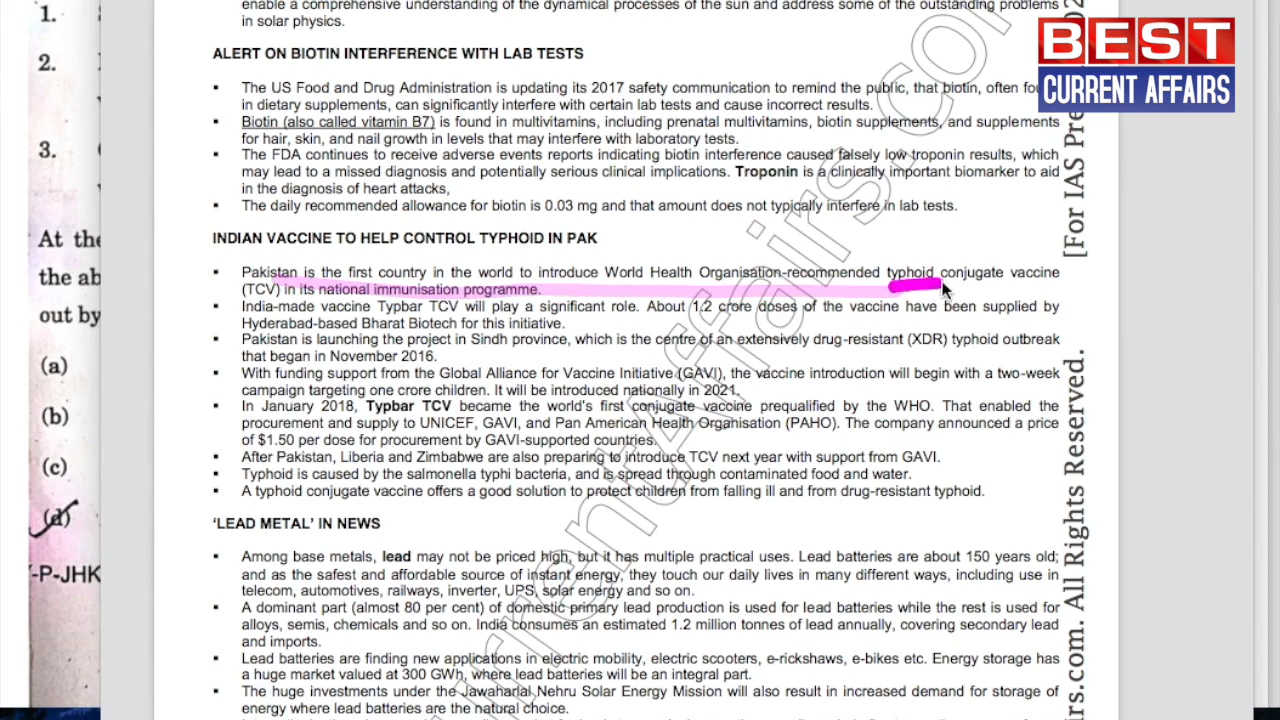 1.
2.
3.
At the
the ab
out by
(a)
(b)
(c)
(d)
-P-JHK
enable a comprehensive understanding of the dynamical processes of the sun and address some of the outstanding problems
in solar physics.
ALERT ON BIOTIN INTERFERENCE WITH LAB TESTS
▪ The US Food and Drug Administration is updating its 2017 safety communication to remind the public, that biotin, often
in dietary supplements, can significantly interfere with certain lab tests and cause incorrect results.
▪ Biotin (also called vitamin B7) is found in multivitamins, including prenatal multivitamins, biotin supplements, and supplements
for hair, skin, and nail growth in levels that may interfere with laboratory tests.
▪ The FDA continues to receive adverse events reports indicating biotin interference caused falsely low troponin results, which
may lead to a missed diagnosis and potentially serious clinical implications. Troponin is a clinically important biomarker to aid
in the diagnosis of heart attacks,
▪ The daily recommended allowance for biotin is 0.03 mg and that amount does not typically interfere in lab tests.
INDIAN VACCINE TO HELP CONTROL TYPHOID IN PAK
▪ Pakistan is the first country in the world to introduce World Health Organisation-recommended typhoid conjugate vaccine
(TCV) in its national immunisation programme.
▪ India-made vaccine Typbar TCV will play a significant role. About 1.2 crore doses of the vaccine have been supplied by
Hyderabad-based Bharat Biotech for this initiative.
▪ Pakistan is launching the project in Sindh province, which is the centre of an extensively drug-resistant (XDR) typhoid outbreak
that began in November 2016.
▪ With funding support from the Global Alliance for Vaccine Initiative (GAVI), the vaccine introduction will begin with a two-week
campaign targeting one crore children. It will be introduced nationally in 2021.
▪ In January 2018, Typbar TCV became the world's first conjugate vaccine prequalified by the WHO. That enabled the
procurement and supply to UNICEF, GAVI, and Pan American Health Organisation (PAHO). The company announced a price
of $1.50 per dose for procurement by GAVI-supported countries.
▪ After Pakistan, Liberia and Zimbabwe are also preparing to introduce TCV next year with support from GAVI.
▪ Typhoid is caused by the salmonella typhi bacteria, and is spread through contaminated food and water.
▪ A typhoid conjugate vaccine offers a good solution to protect children from falling ill and from drug-resistant typhoid.
'LEAD METAL' IN NEWS
▪ Among base metals, lead may not be priced high, but it has multiple practical uses. Lead batteries are about 150 years old;
and as the safest and affordable source of instant energy, they touch our daily lives in many different ways, including use in
telecom, automotives, railways, inverter, UPS, solar energy and so on.
▪ A dominant part (almost 80 per cent) of domestic primary lead production is used for lead batteries while the rest is used for
alloys, semis, chemicals and so on. India consumes an estimated 1.2 million tonnes of lead annually, covering secondary lead
and imports.
▪ Lead batteries are finding new applications in electric mobility, electric scooters, e-rickshaws, e-bikes etc. Energy storage has
a huge market valued at 300 GWh, where lead batteries will be an integral part.
▪ The huge investments under the Jawaharlal Nehru Solar Energy Mission will also result in increased demand for storage of
energy where lead batteries are the natural choice.
urrentAffairs.co
[For IAS Pre
rs.com. All Rights Reserved.
BEST
CURRENT AFFAIRS